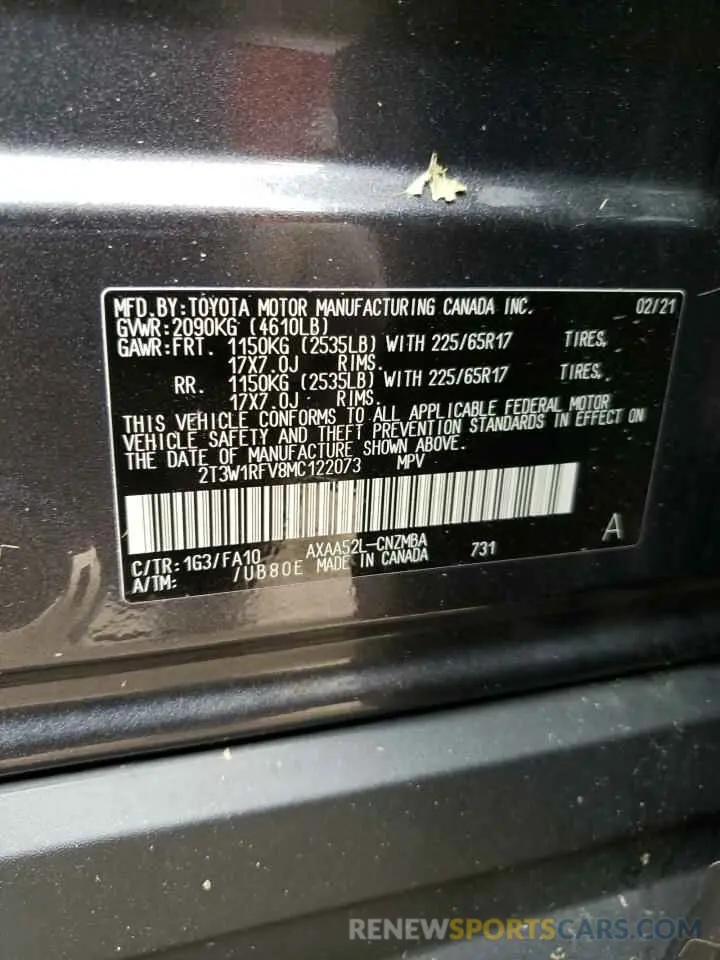 MFD.BY:TOYOTA MOTOR MANUFACTURING CANADA INC. 02/21
GVWR:2090KG (4610LB)
GAWR:FRT. 1150KG (2535LB) WITH 225/65R17 TIRES,
17X7.0J RIMS.
RR. 1150KG (2535LB) WITH 225/65R17 TIRES,
17X7.0J RIMS.
THIS VEHICLE CONFORMS TO ALL APPLICABLE FEDERAL MOTOR
VEHICLE SAFETY AND THEFT PREVENTION STANDARDS IN EFFECT ON
THE DATE OF MANUFACTURE SHOWN ABOVE.
2T3W1RFV8MC122073 MPV
C/TR:1G3/FA10 AXAA52L-CNZMBA 731 A
A/TM: /UB80E MADE IN CANADA
RENEWSPORTSCARS.COM